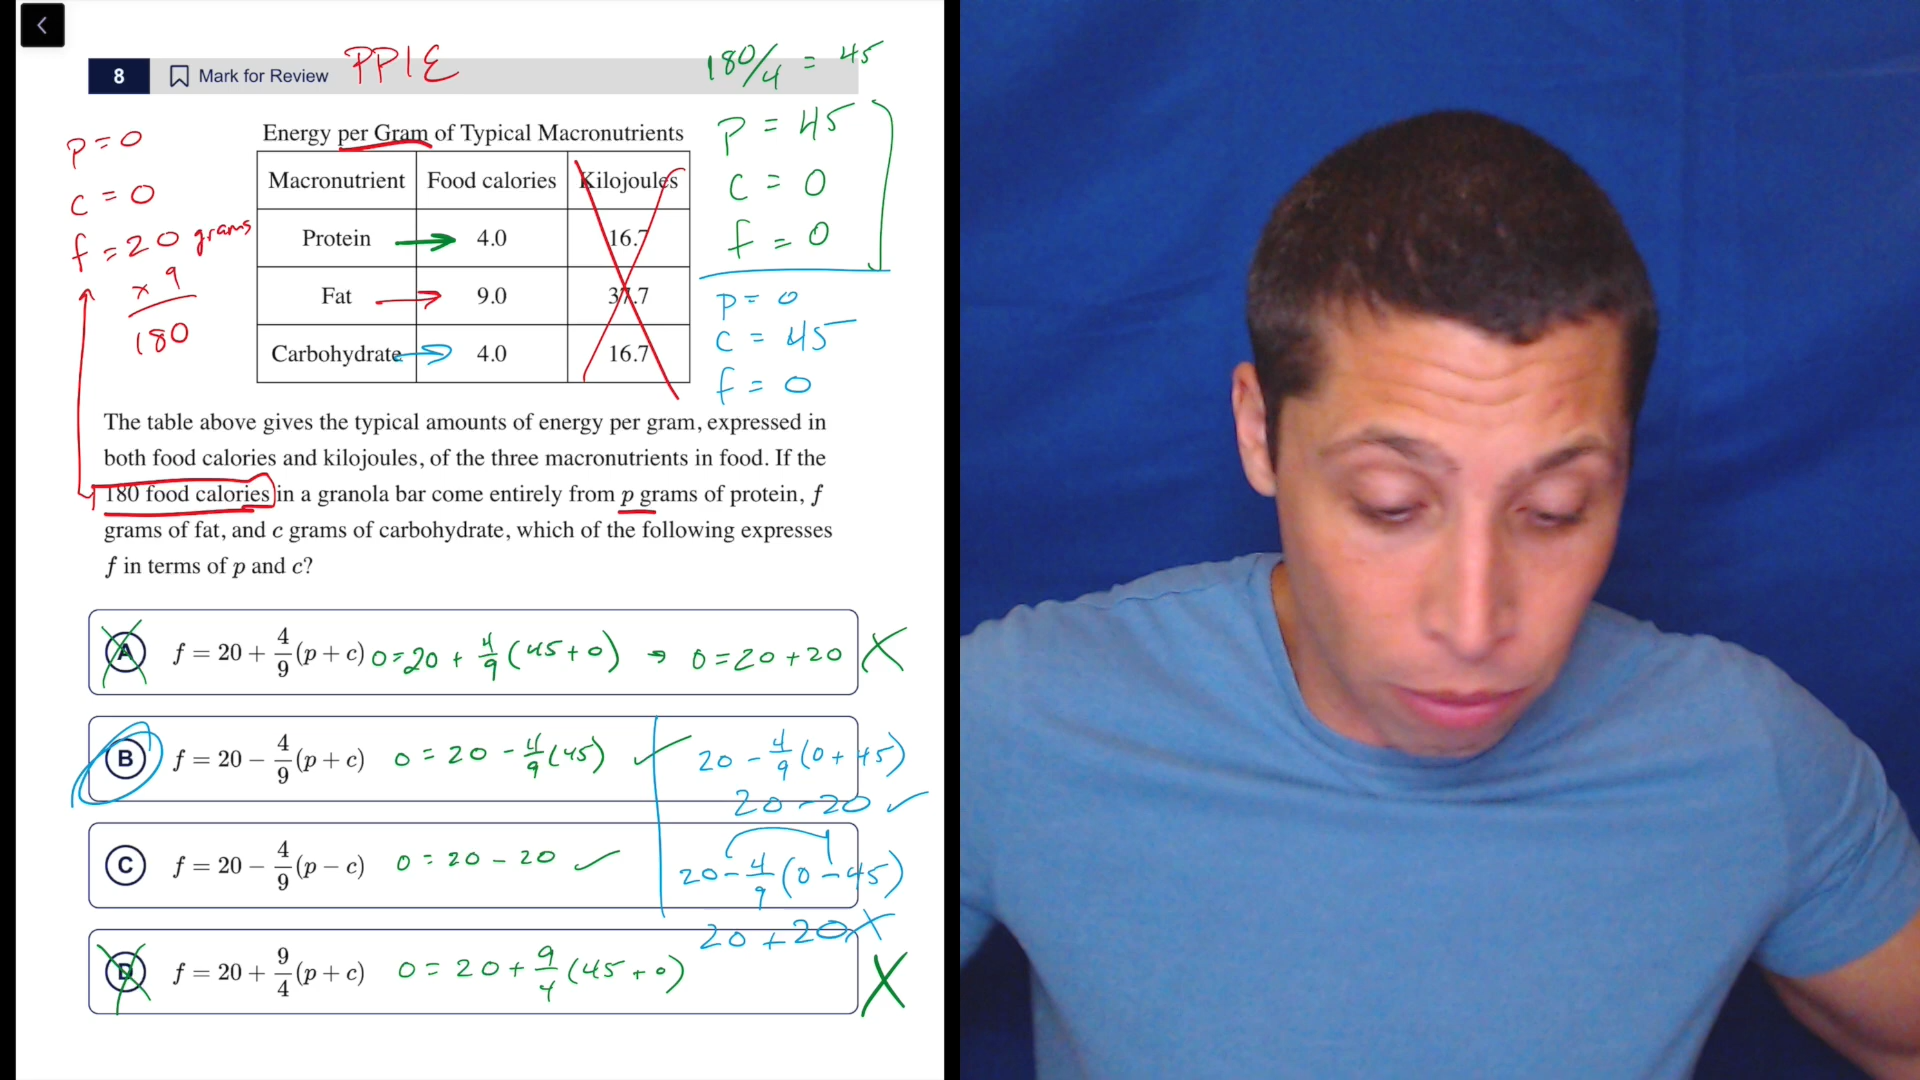 8 Mark for Review PPIE 180/4 = 45
Energy per Gram of Typical Macronutrients
Macronutrient Food calories Kilojoules
Protein 4.0 16.7
Fat 9.0 37.7
Carbohydrate 4.0 16.7
p = 0
c = 0
f = 20 grams
x 9
180
P = 45
C = 0
f = 0
P = 0
C = 45
f = 0
The table above gives the typical amounts of energy per gram, expressed in
both food calories and kilojoules, of the three macronutrients in food. If the
180 food calories in a granola bar come entirely from p grams of protein, f
grams of fat, and c grams of carbohydrate, which of the following expresses
f in terms of p and c?
A f = 20 + 4/9 (p + c) 0 = 20 + 4/9 (45 + 0) → 0 = 20 + 20 X
B f = 20 − 4/9 (p + c) 0 = 20 - 4/9 (45) ✓ 20 - 4/9 (0 + 45)
20 - 20 ✓
C f = 20 − 4/9 (p − c) 0 = 20 - 20 ✓ 20 - 4/9 (0 - 45)
20 + 20 X
D f = 20 + 9/4 (p + c) 0 = 20 + 9/4 (45 + 0) X